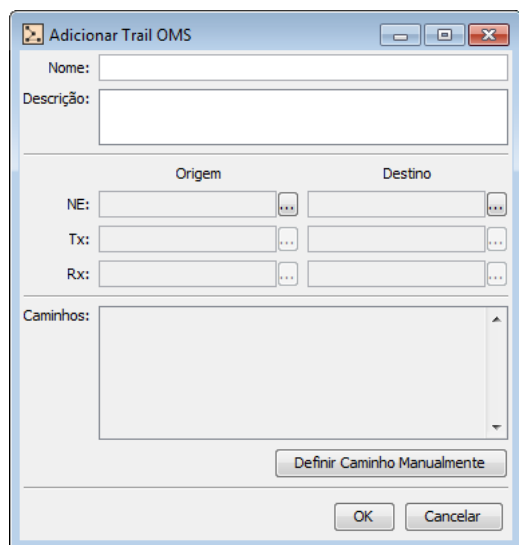 Adicionar Trail OMS
Nome:
Descrição:
Origem Destino
NE: ... ...
Tx: ... ...
Rx: ... ...
Caminhos:
Definir Caminho Manualmente
OK Cancelar